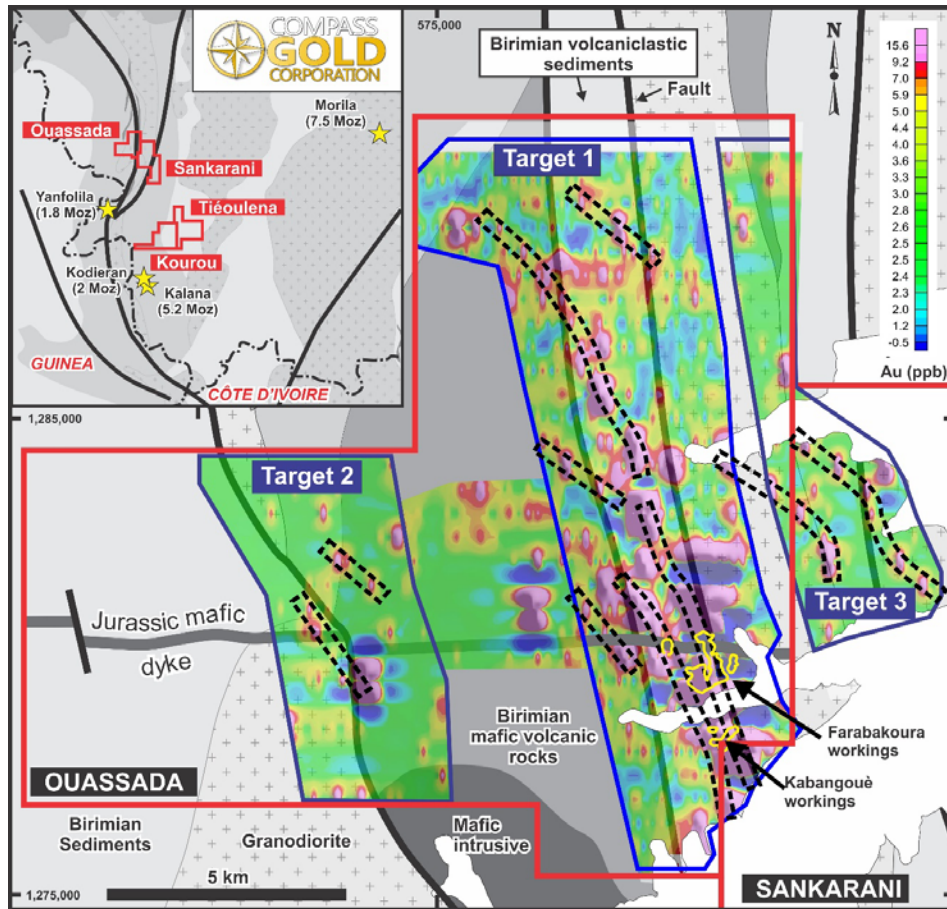 COMPASS
GOLD
CORPORATION
Morila
(7.5 Moz)
Ouassada
Sankarani
Yanfolila
(1.8 Moz)
Tiéoulena
Kourou
Kodieran
(2 Moz)
Kalana
(5.2 Moz)
GUINEA
CÔTE D'IVOIRE
575,000
Birimian volcaniclastic
sediments
Fault
N
15.6
9.2
7.0
5.9
5.0
4.4
4.0
3.6
3.3
3.0
2.8
2.6
2.5
2.5
2.4
2.3
2.0
1.2
-0.5
Au (ppb)
Target 1
1,285,000
Target 2
Target 3
Jurassic mafic
dyke
Birimian
mafic volcanic
rocks
Farabakoura
workings
Kabangouè
workings
OUASSADA
Birimian
Sediments
Granodiorite
Mafic
intrusive
5 km
1,275,000
SANKARANI